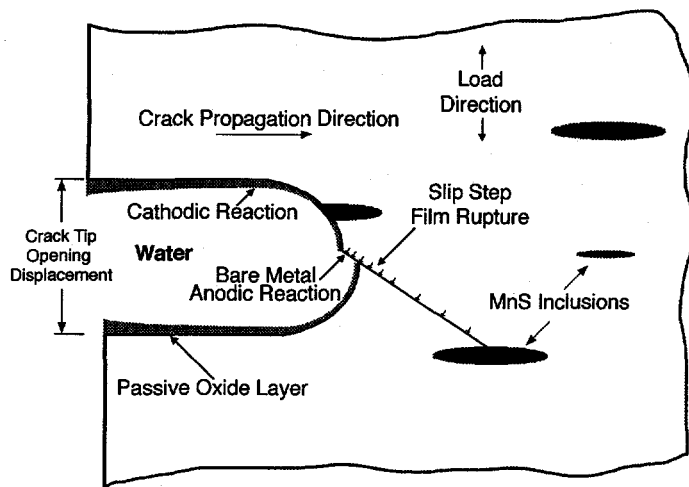 Load
Direction
Crack Propagation Direction
Cathodic Reaction
Slip Step
Film Rupture
Crack Tip
Opening
Displacement
Water
Bare Metal
Anodic Reaction
MnS Inclusions
Passive Oxide Layer